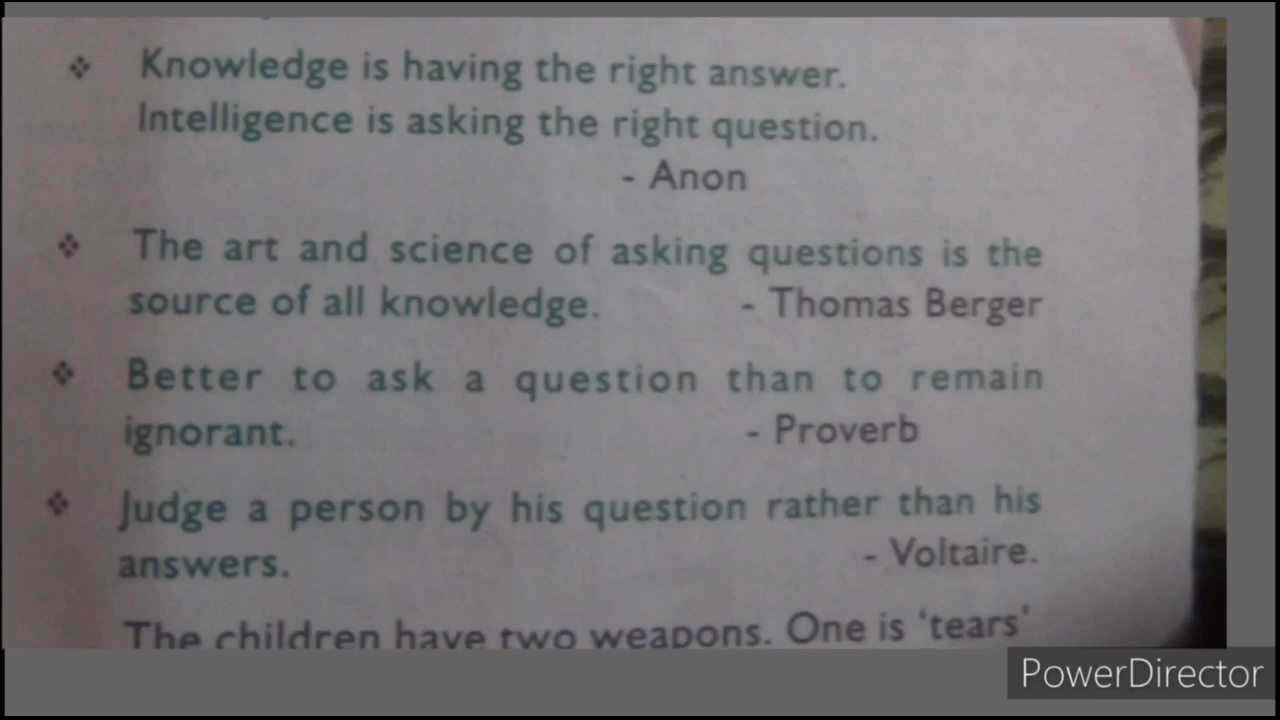 ❖ Knowledge is having the right answer.
Intelligence is asking the right question.
- Anon
❖ The art and science of asking questions is the
source of all knowledge. - Thomas Berger
❖ Better to ask a question than to remain
ignorant. - Proverb
❖ Judge a person by his question rather than his
answers. - Voltaire.
The children have two weapons. One is ‘tears’
PowerDirector